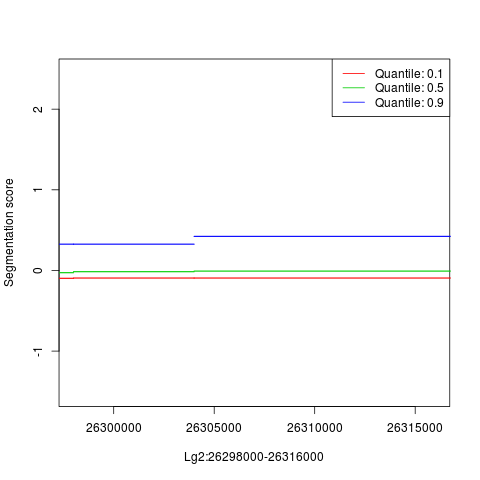 Quantile: 0.1
Quantile: 0.5
Quantile: 0.9
Segmentation score
2
1
0
-1
26300000 26305000 26310000 26315000
Lg2:26298000-26316000